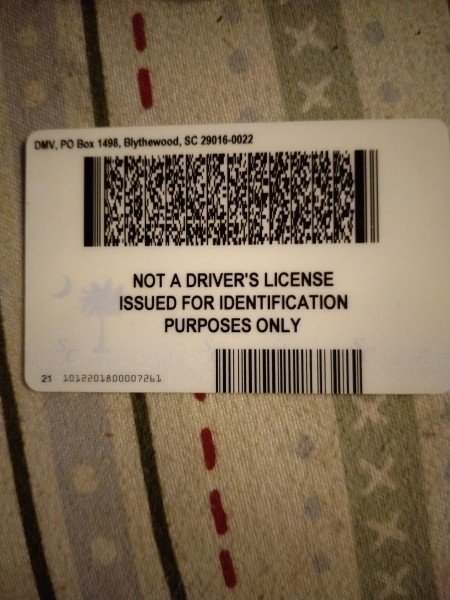 DMV, PO Box 1498, Blythewood, SC 29016-0022
NOT A DRIVER'S LICENSE
ISSUED FOR IDENTIFICATION
PURPOSES ONLY
21 1012201800007261